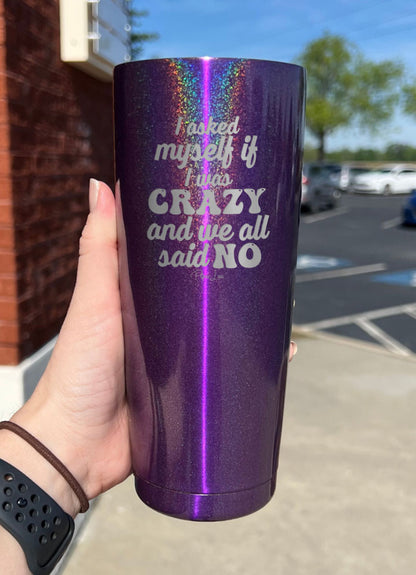 I asked
myself if
I was
CRAZY
and we all
said NO